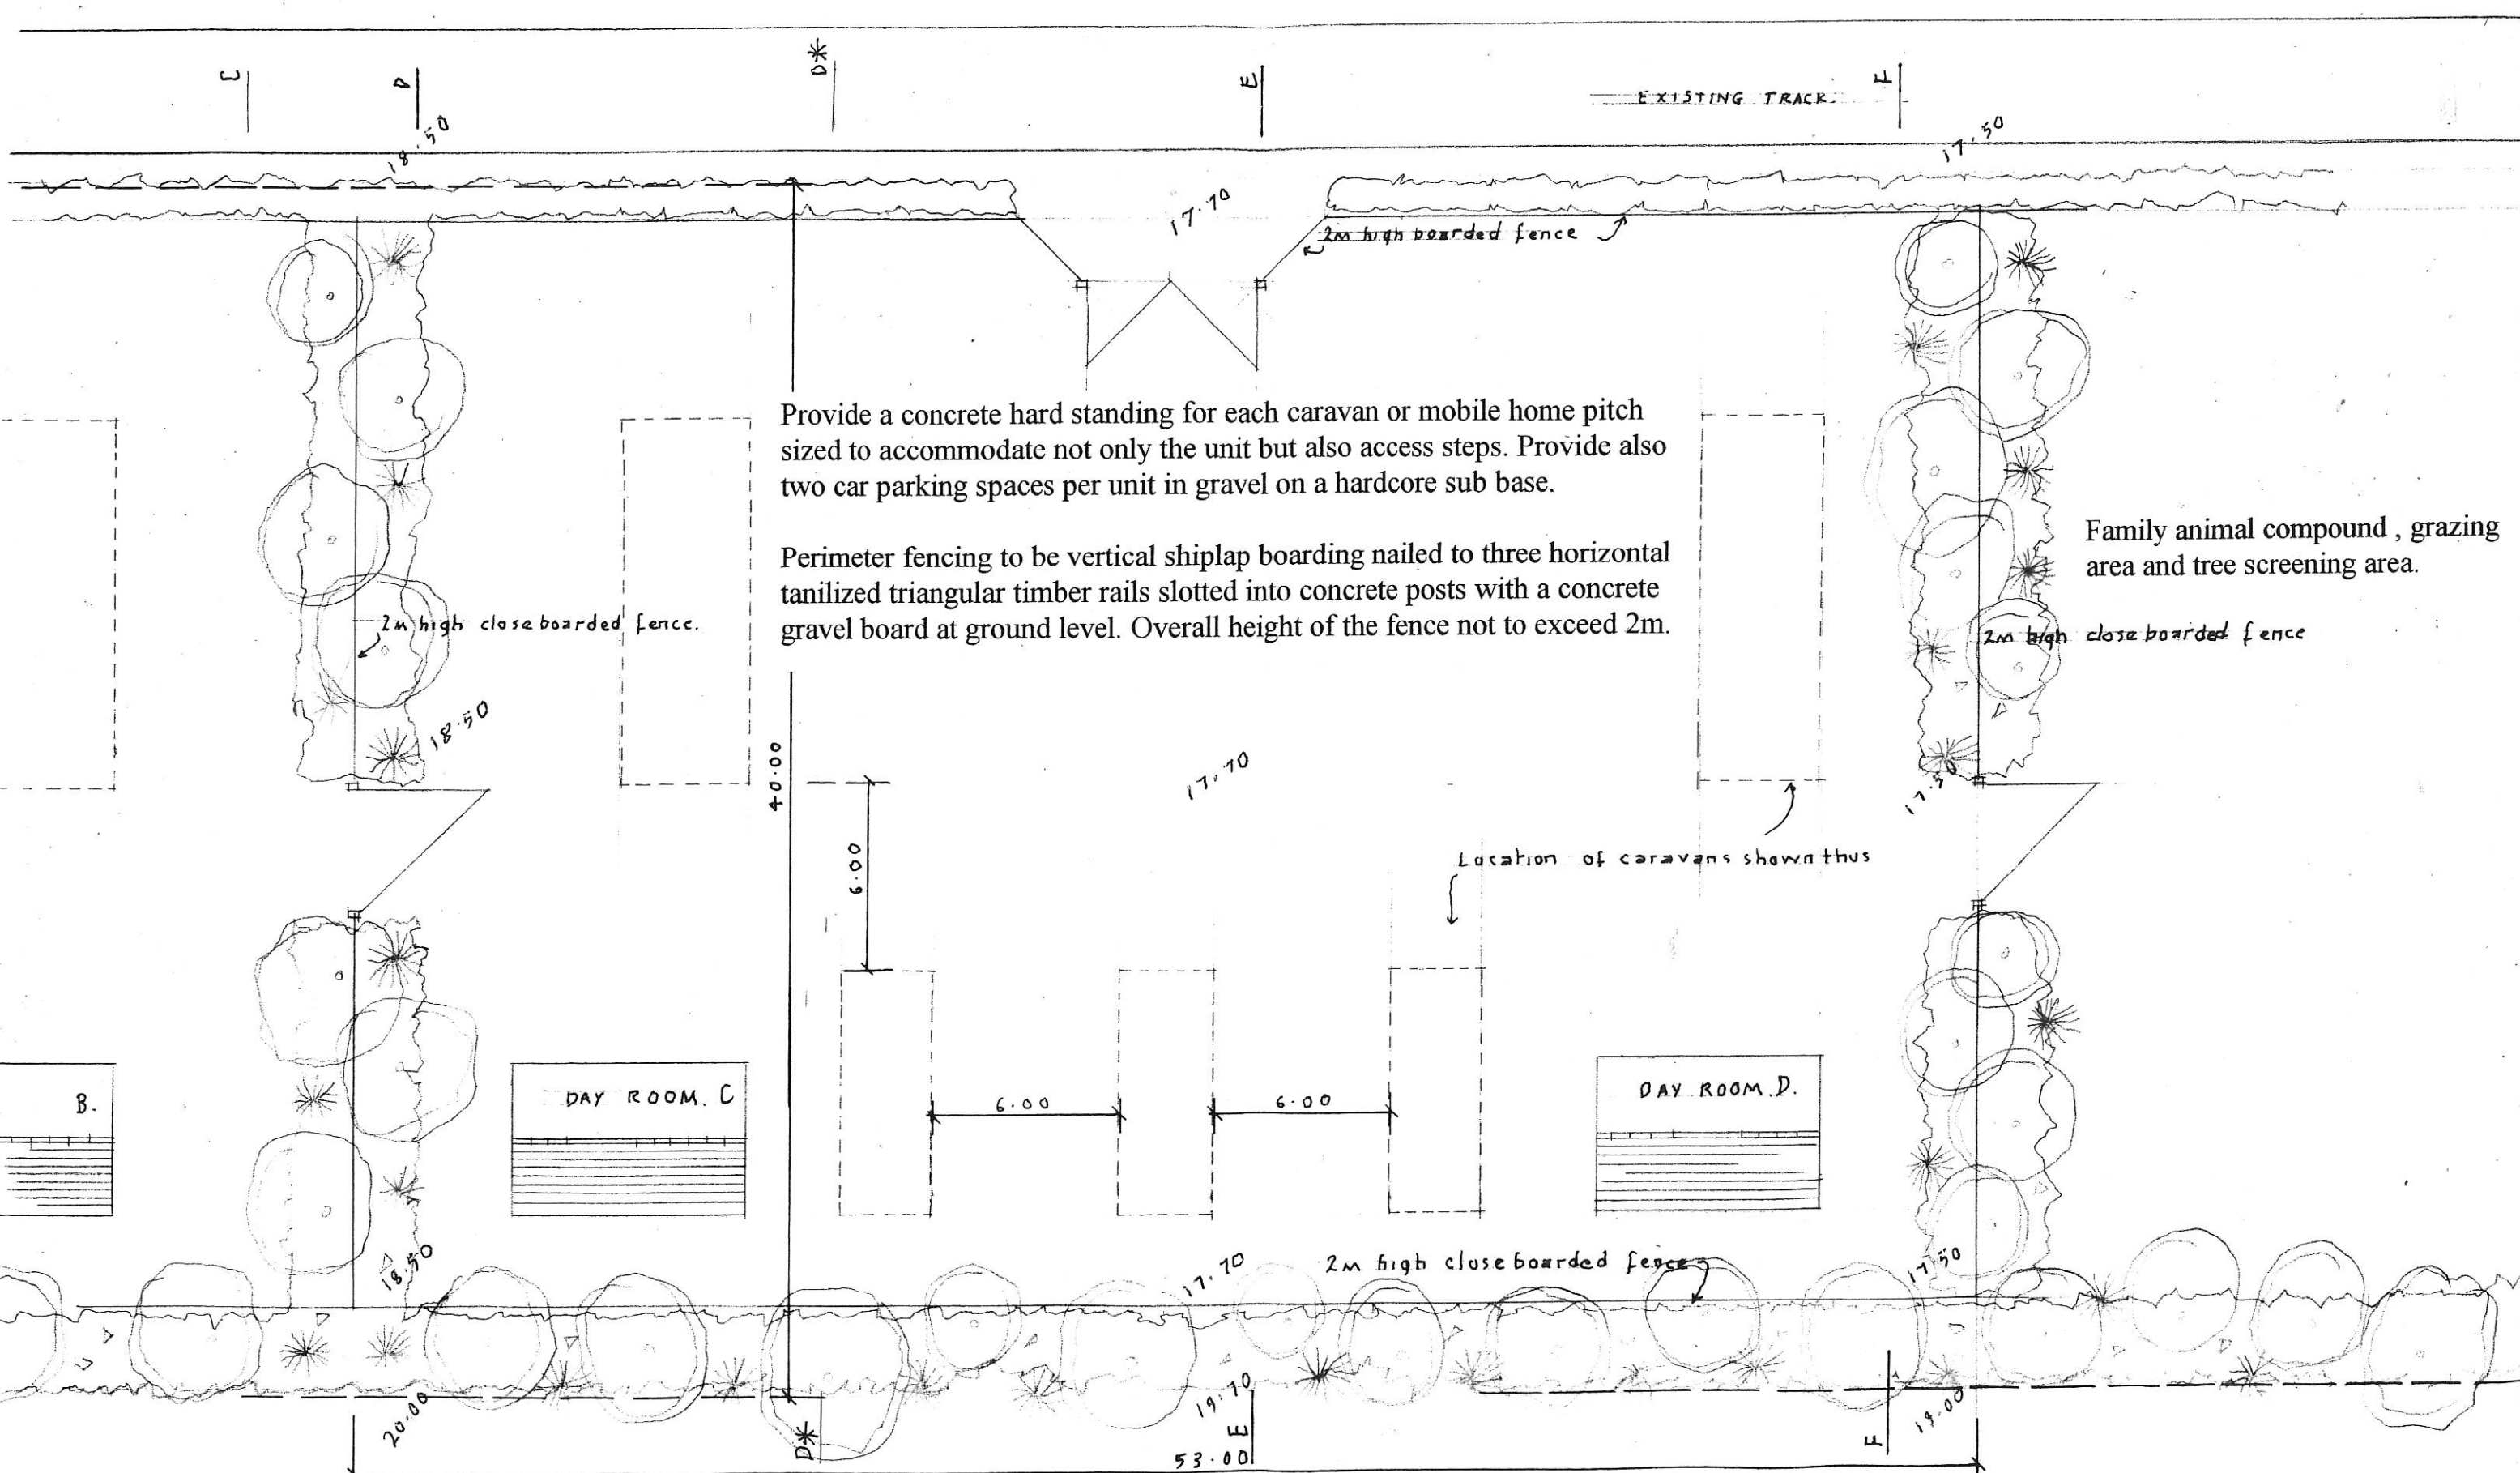 C
D
D*
E
EXISTING TRACK.
F
18.50
17.50
17.70
2m high boarded fence
Provide a concrete hard standing for each caravan or mobile home pitch
sized to accommodate not only the unit but also access steps. Provide also
two car parking spaces per unit in gravel on a hardcore sub base.
Perimeter fencing to be vertical shiplap boarding nailed to three horizontal
tanilized triangular timber rails slotted into concrete posts with a concrete
gravel board at ground level. Overall height of the fence not to exceed 2m.
Family animal compound , grazing
area and tree screening area.
2m high closeboarded fence.
2m high closeboarded fence
18.50
40.00
17.70
17.50
6.00
Location of caravans shown thus
B.
DAY ROOM. C
6.00
6.00
DAY ROOM. D.
18.50
17.70
2m high closeboarded fence
17.50
20.00
D*
19.70
E
53.00
F
19.00